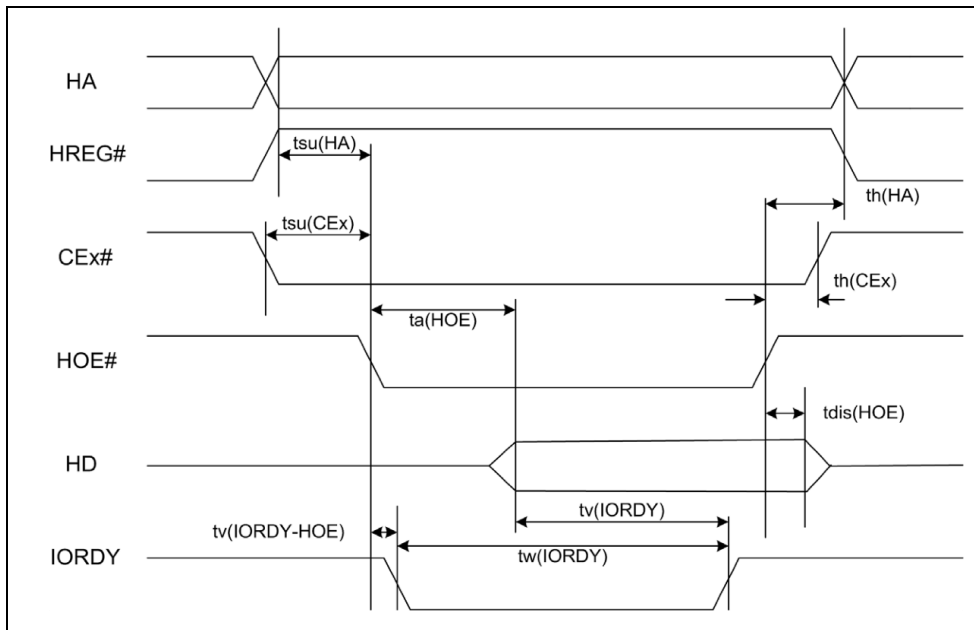 HA
HREG#
tsu(HA)
th(HA)
tsu(CEx)
CEx#
th(CEx)
ta(HOE)
HOE#
tdis(HOE)
HD
tv(IORDY)
tv(IORDY-HOE)
IORDY
tw(IORDY)